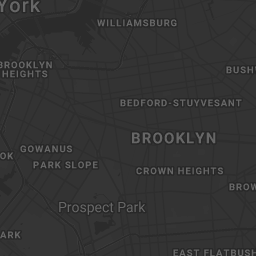 York
WILLIAMSBURG
BROOKLYN
HEIGHTS
BUSHW
BEDFORD-STUYVESANT
BROOKLYN
OK
GOWANUS
PARK SLOPE
CROWN HEIGHTS
BROW
Prospect Park
ARK
EAST FLATBUSH